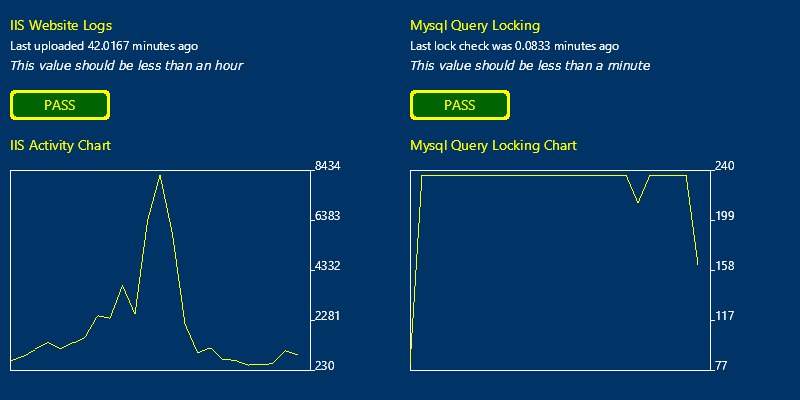 IIS Website Logs
Last uploaded 42.0167 minutes ago
This value should be less than an hour
PASS
IIS Activity Chart
8434
6383
4332
2281
230
Mysql Query Locking
Last lock check was 0.0833 minutes ago
This value should be less than a minute
PASS
Mysql Query Locking Chart
240
199
158
117
77